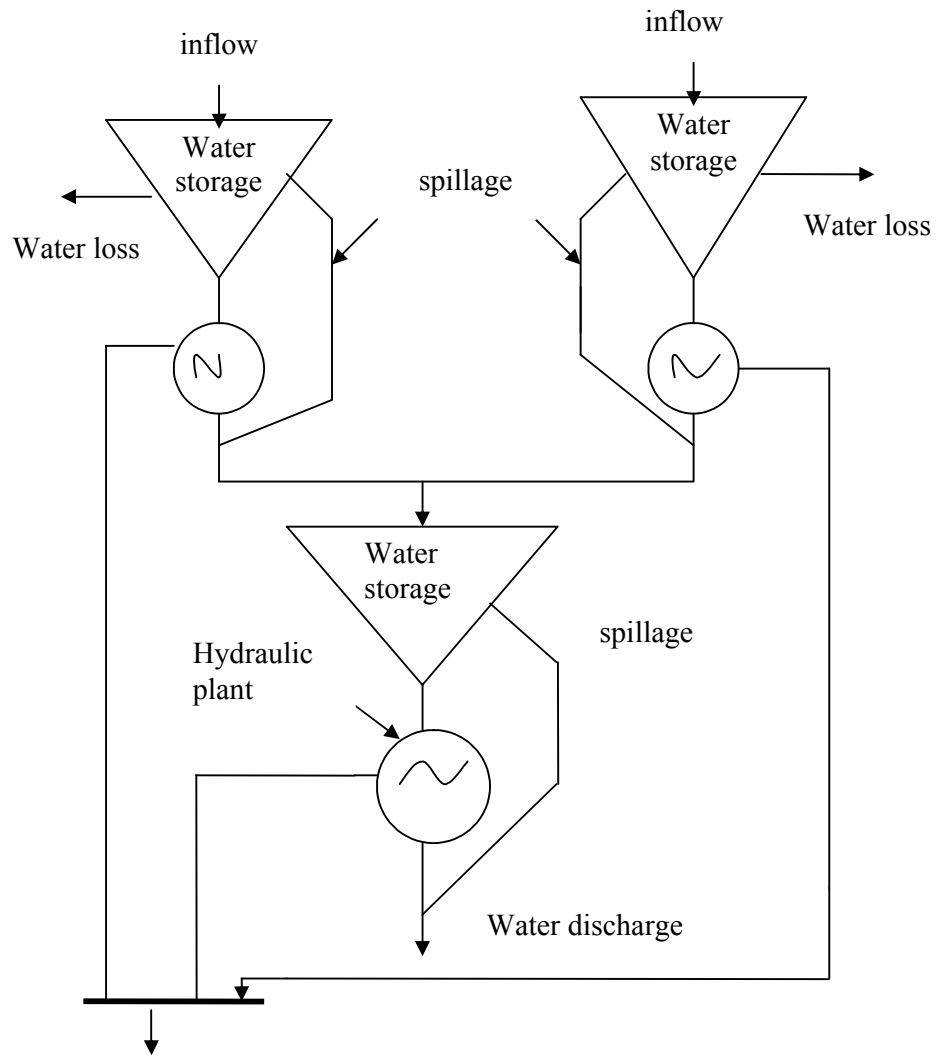 inflow
inflow
Water
storage
Water
storage
spillage
Water loss
Water loss
Water
storage
spillage
Hydraulic
plant
Water discharge